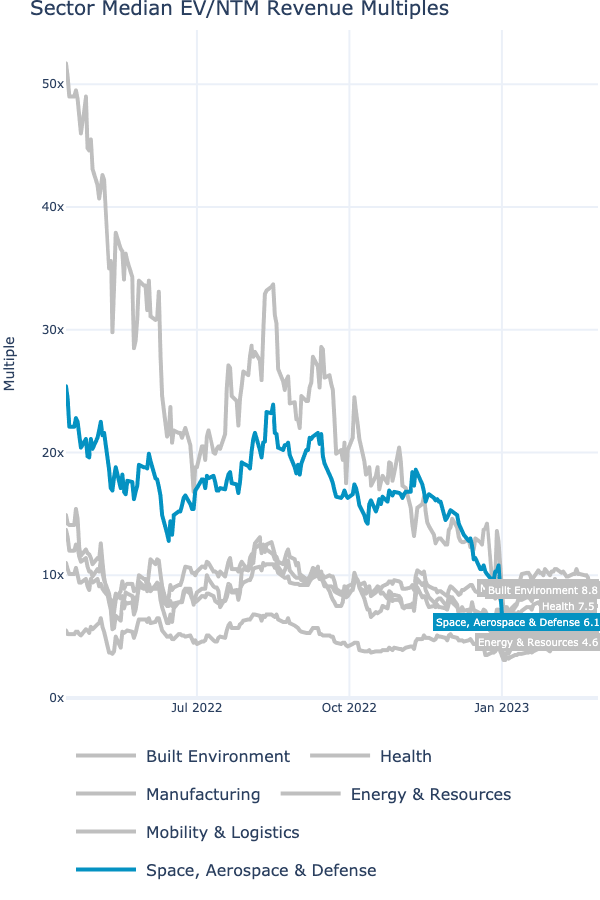 Sector Median EV/NTM Revenue Multiples
50x
40x
30x
20x
10x
0x
Multiple
Built Environment 8.8
Health 7.5
Space, Aerospace & Defense 6.1
Energy & Resources 4.6
Jul 2022
Oct 2022
Jan 2023
Built Environment
Health
Manufacturing
Energy & Resources
Mobility & Logistics
Space, Aerospace & Defense